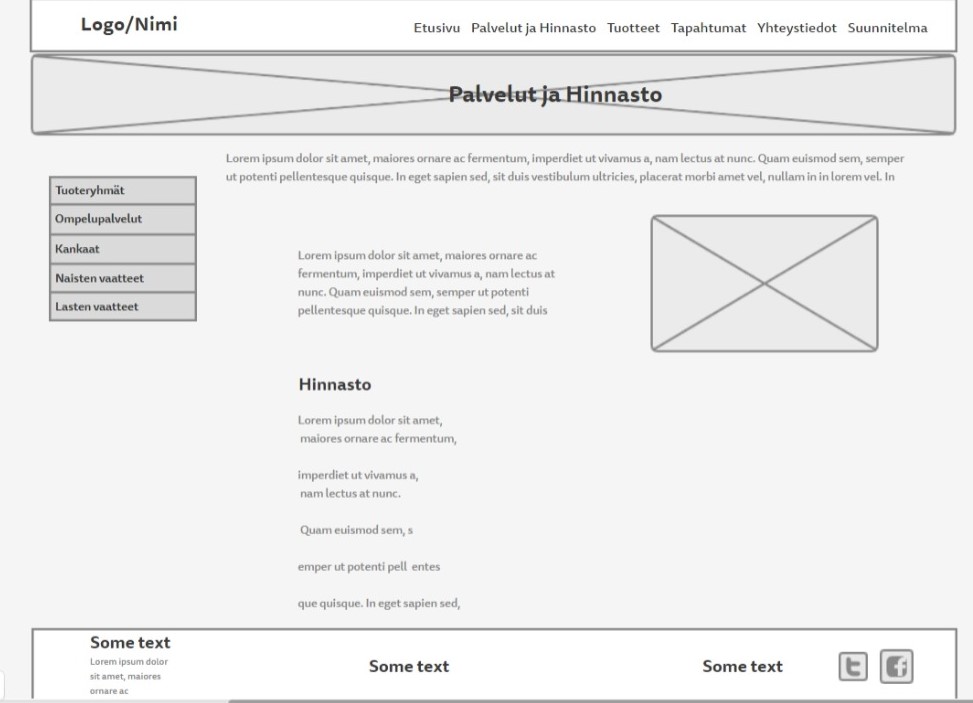 Logo/Nimi
Etusivu Palvelut ja Hinnasto Tuotteet Tapahtumat Yhteystiedot Suunnitelma
Palvelut ja Hinnasto
Lorem ipsum dolor sit amet, maiores ornare ac fermentum, imperdiet ut vivamus a, nam lectus at nunc. Quam euismod sem, semper
ut potenti pellentesque quisque. In eget sapien sed, sit duis vestibulum ultricies, placerat morbi amet vel, nullam in in lorem vel. In
Tuoteryhmät
Ompelupalvelut
Kankaat
Naisten vaatteet
Lasten vaatteet
Lorem ipsum dolor sit amet, maiores ornare ac
fermentum, imperdiet ut vivamus a, nam lectus at
nunc. Quam euismod sem, semper ut potenti
pellentesque quisque. In eget sapien sed, sit duis
Hinnasto
Lorem ipsum dolor sit amet,
maiores ornare ac fermentum,
imperdiet ut vivamus a,
nam lectus at nunc.
Quam euismod sem, s
emper ut potenti pell entes
que quisque. In eget sapien sed,
Some text
Lorem ipsum dolor
sit amet, maiores
ornare ac
Some text
Some text